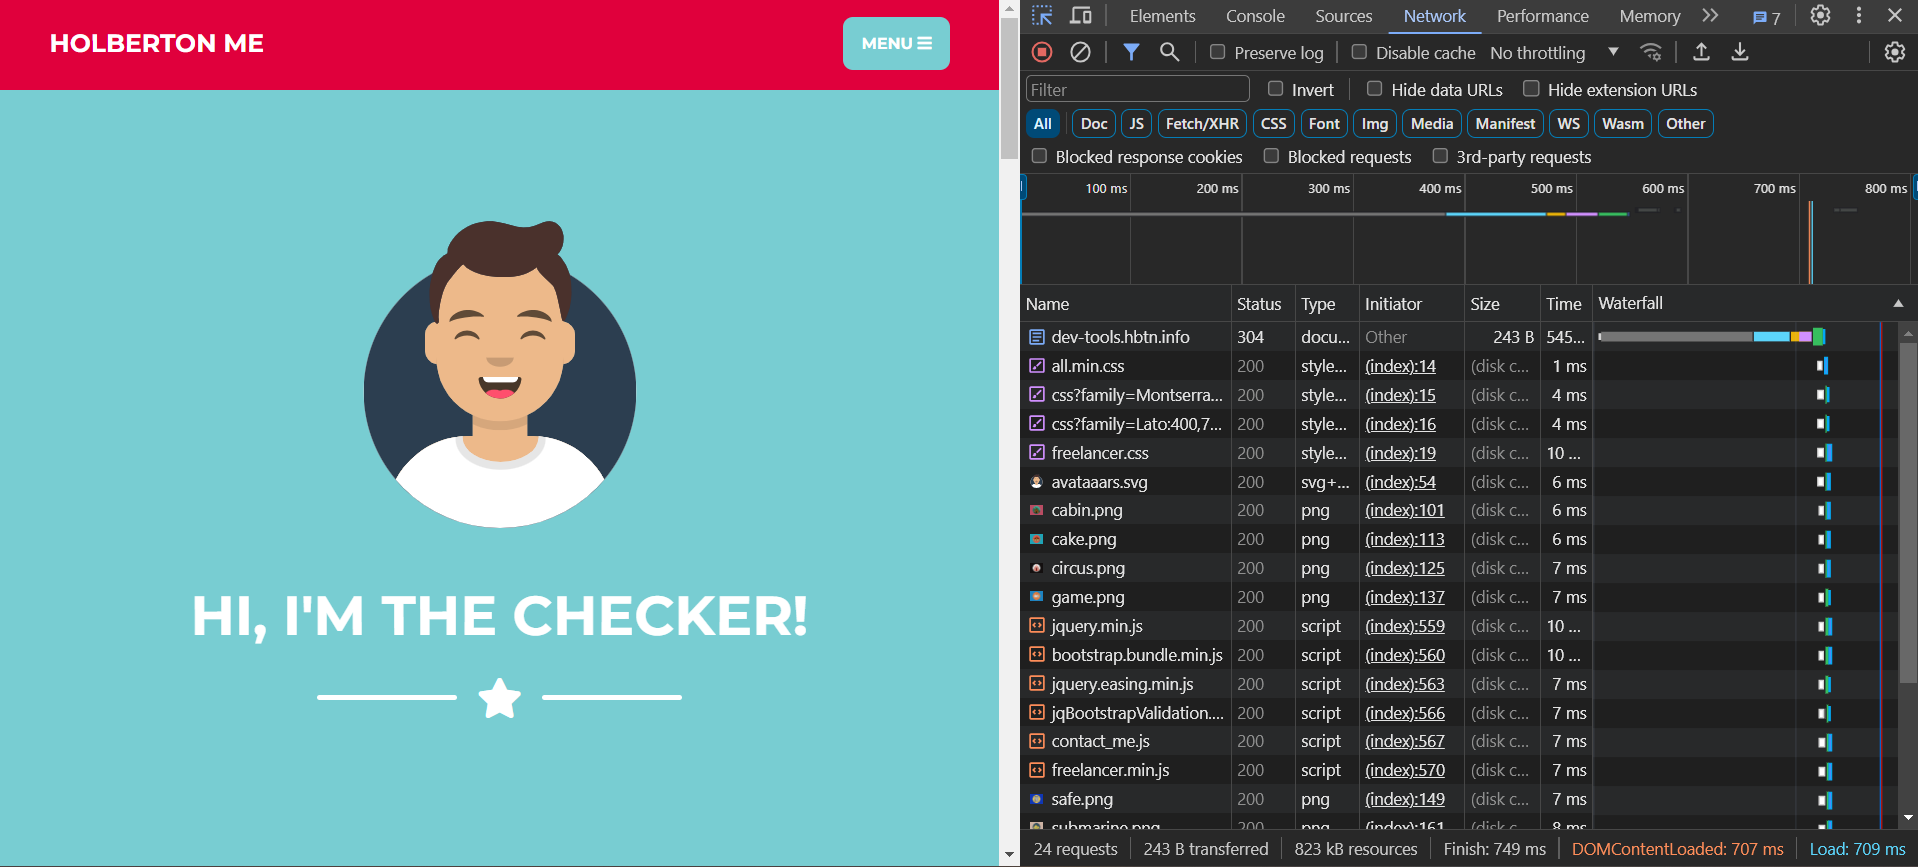 HOLBERTON ME
MENU
HI, I'M THE CHECKER!
Elements Console Sources Network Performance Memory 7
Preserve log Disable cache No throttling
Filter Invert Hide data URLs Hide extension URLs
All Doc JS Fetch/XHR CSS Font Img Media Manifest WS Wasm Other
Blocked response cookies Blocked requests 3rd-party requests
100 ms 200 ms 300 ms 400 ms 500 ms 600 ms 700 ms 800 ms
Name Status Type Initiator Size Time Waterfall
dev-tools.hbtn.info 304 docu... Other 243 B 545...
all.min.css 200 style... (index):14 (disk c... 1 ms
css?family=Montserra... 200 style... (index):15 (disk c... 4 ms
css?family=Lato:400,7... 200 style... (index):16 (disk c... 4 ms
freelancer.css 200 style... (index):19 (disk c... 10 ...
avataaars.svg 200 svg+... (index):54 (disk c... 6 ms
cabin.png 200 png (index):101 (disk c... 6 ms
cake.png 200 png (index):113 (disk c... 6 ms
circus.png 200 png (index):125 (disk c... 7 ms
game.png 200 png (index):137 (disk c... 7 ms
jquery.min.js 200 script (index):559 (disk c... 10 ...
bootstrap.bundle.min.js 200 script (index):560 (disk c... 10 ...
jquery.easing.min.js 200 script (index):563 (disk c... 7 ms
jqBootstrapValidation.... 200 script (index):566 (disk c... 7 ms
contact_me.js 200 script (index):567 (disk c... 7 ms
freelancer.min.js 200 script (index):570 (disk c... 7 ms
safe.png 200 png (index):149 (disk c... 7 ms
submarine.png 200 png (index):161 (disk c... 8 ms
24 requests 243 B transferred 823 kB resources Finish: 749 ms DOMContentLoaded: 707 ms Load: 709 ms